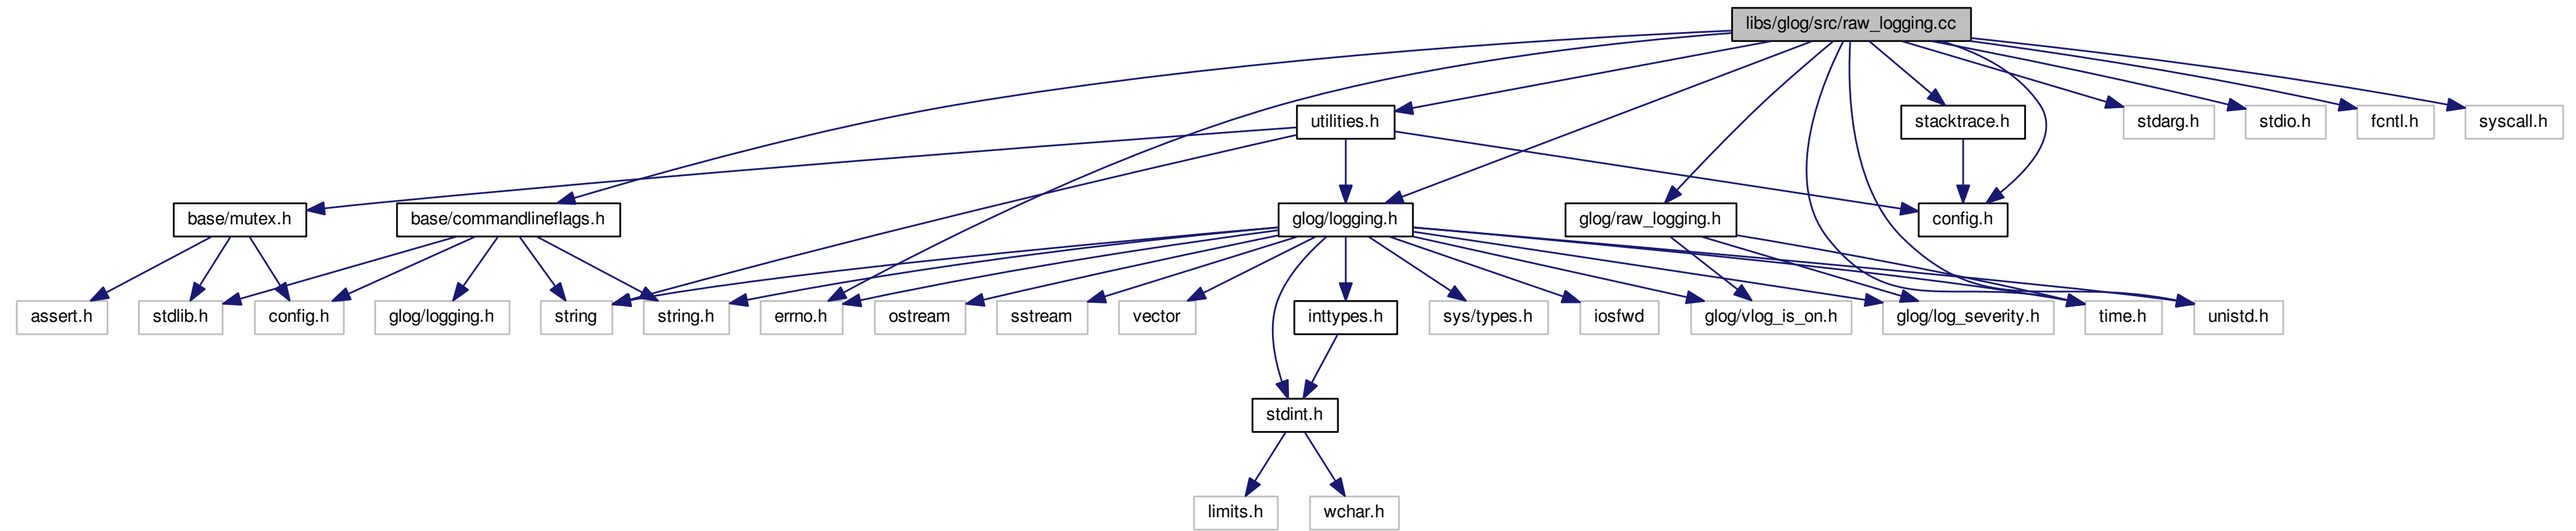 libs/glog/src/raw_logging.cc
utilities.h
stacktrace.h
stdarg.h
stdio.h
fcntl.h
syscall.h
base/mutex.h
base/commandlineflags.h
glog/logging.h
glog/raw_logging.h
config.h
assert.h
stdlib.h
config.h
glog/logging.h
string
string.h
errno.h
ostream
sstream
vector
inttypes.h
sys/types.h
iosfwd
glog/vlog_is_on.h
glog/log_severity.h
time.h
unistd.h
stdint.h
limits.h
wchar.h